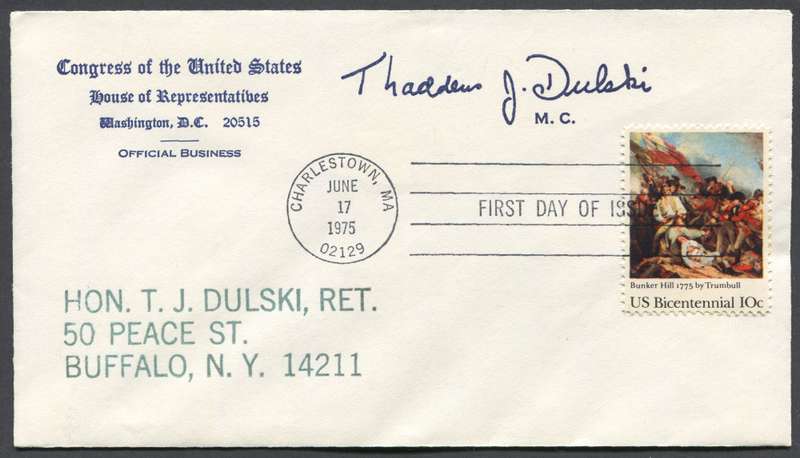 Congress of the United States
House of Representatives
Washington, D.C. 20515
OFFICIAL BUSINESS
Thaddeus J. Dulski
M. C.
CHARLESTOWN, MA
JUNE
17
1975
02129
FIRST DAY OF ISSUE
Bunker Hill 1775 by Trumbull
US Bicentennial 10c
HON. T. J. DULSKI, RET.
50 PEACE ST.
BUFFALO, N. Y. 14211